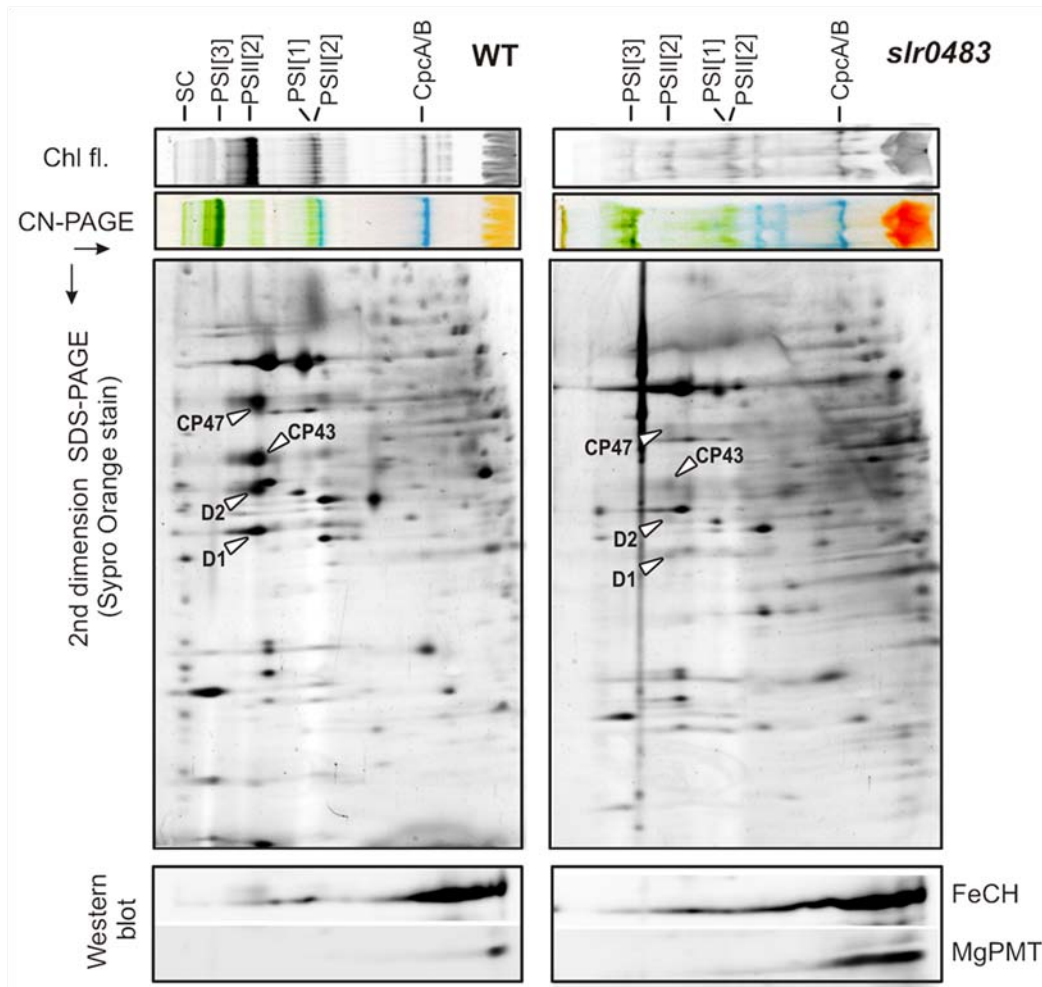 SC
PSI[3]
PSII[2]
PSI[1]
PSII[2]
CpcA/B
WT
PSI[3]
PSII[2]
PSI[1]
PSII[2]
CpcA/B
slr0483
Chl fl.
CN-PAGE
2nd dimension SDS-PAGE
(Sypro Orange stain)
CP47
CP43
D2
D1
CP47
CP43
D2
D1
Western
blot
FeCH
MgPMT